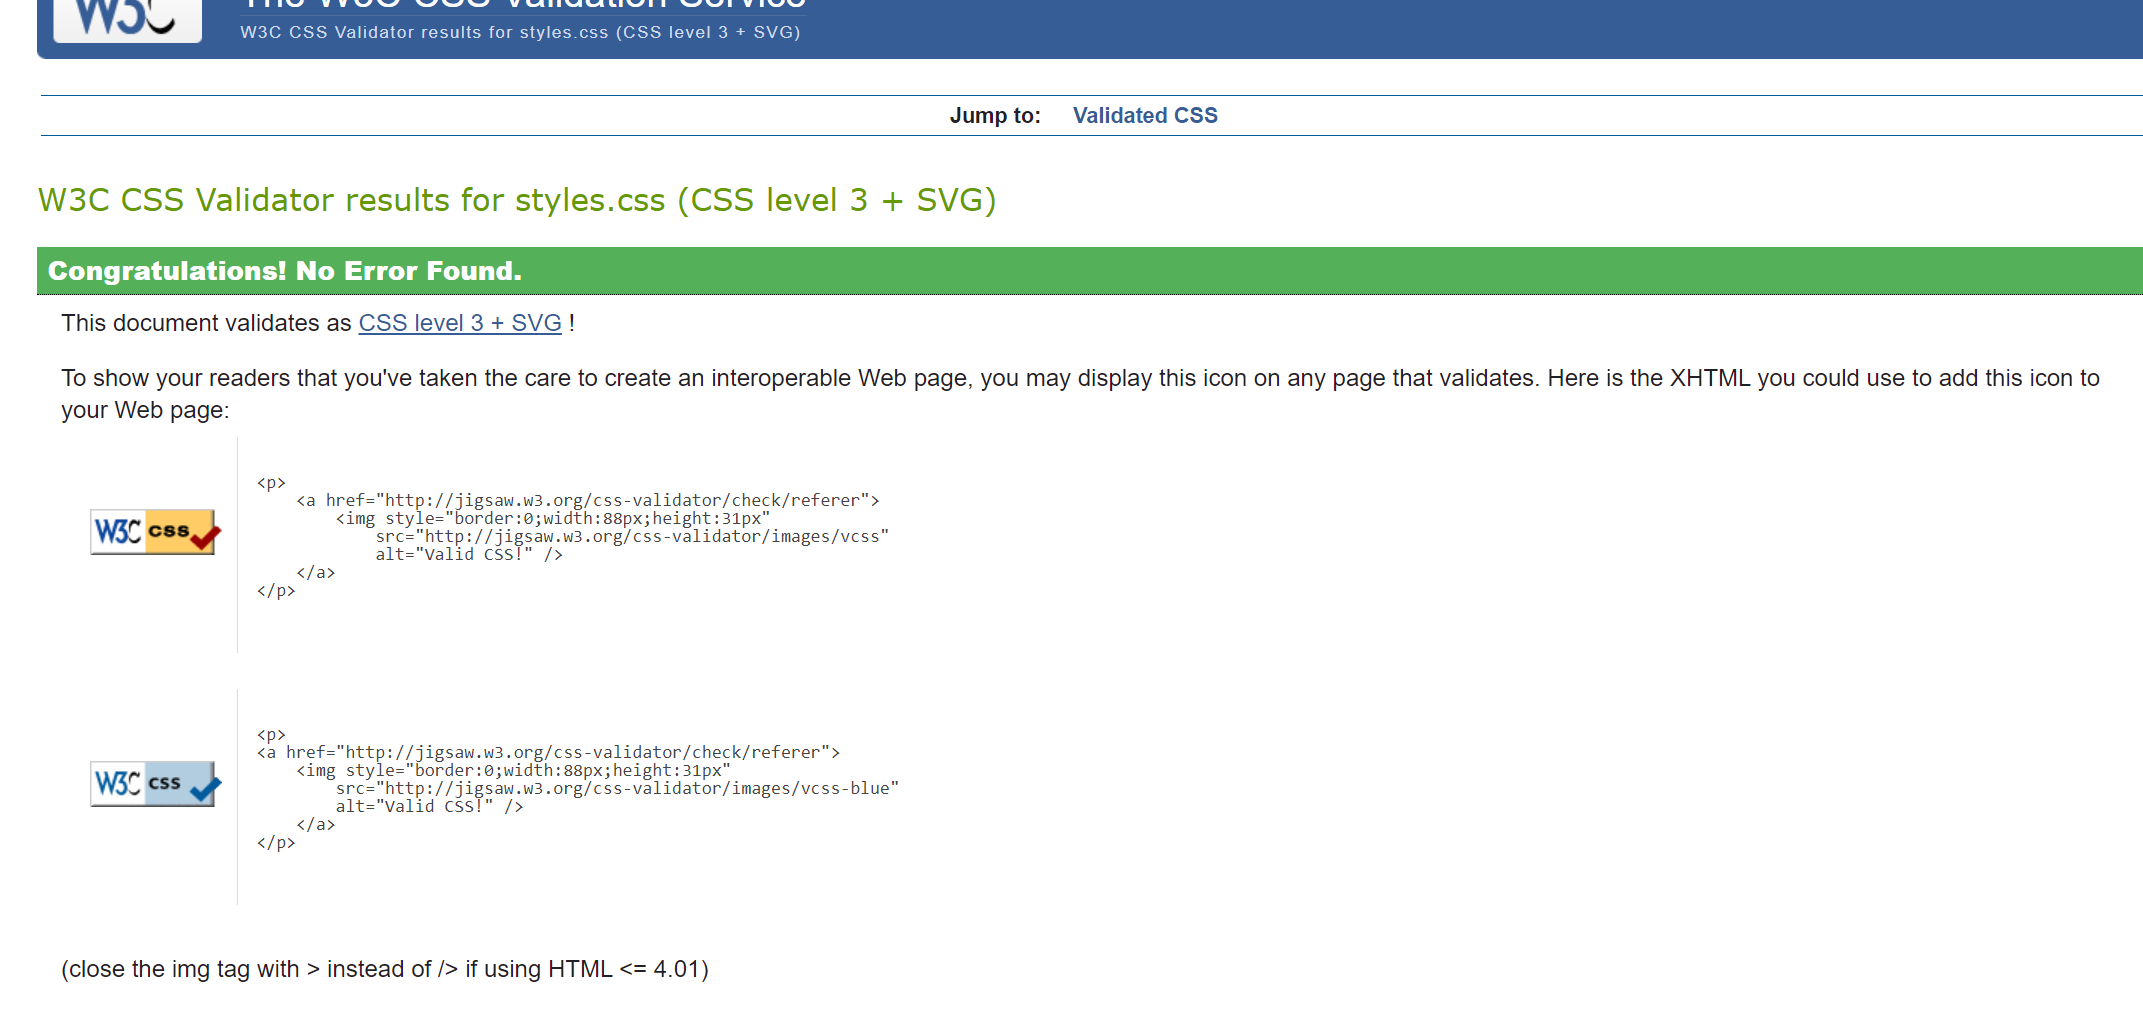 W3C
The W3C CSS Validation Service
W3C CSS Validator results for styles.css (CSS level 3 + SVG)
Jump to: Validated CSS
W3C CSS Validator results for styles.css (CSS level 3 + SVG)
Congratulations! No Error Found.
This document validates as CSS level 3 + SVG !
To show your readers that you've taken the care to create an interoperable Web page, you may display this icon on any page that validates. Here is the XHTML you could use to add this icon to
your Web page:
W3C css
<p>
    <a href="http://jigsaw.w3.org/css-validator/check/referer">
        <img style="border:0;width:88px;height:31px"
            src="http://jigsaw.w3.org/css-validator/images/vcss"
            alt="Valid CSS!" />
    </a>
</p>
W3C css
<p>
<a href="http://jigsaw.w3.org/css-validator/check/referer">
    <img style="border:0;width:88px;height:31px"
        src="http://jigsaw.w3.org/css-validator/images/vcss-blue"
        alt="Valid CSS!" />
    </a>
</p>
(close the img tag with > instead of /> if using HTML <= 4.01)